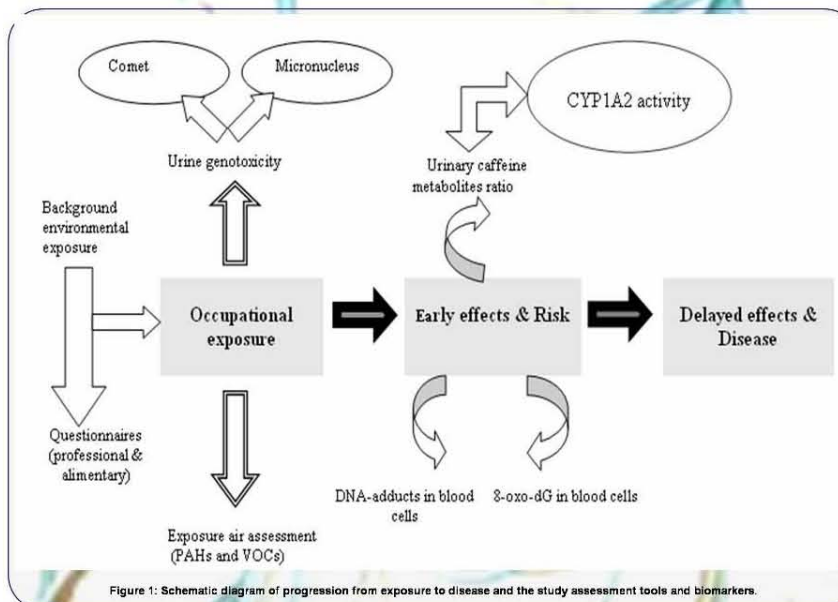 Comet
Micronucleus
CYP1A2 activity
Urine genotoxicity
Urinary caffeine
metabolites ratio
Background
environmental
exposure
Occupational
exposure
Early effects & Risk
Delayed effects &
Disease
Questionnaires
(professional &
alimentary)
DNA-adducts in blood
cells
8-oxo-dG in blood cells
Exposure air assessment
(PAHs and VOCs)
Figure 1: Schematic diagram of progression from exposure to disease and the study assessment tools and biomarkers.